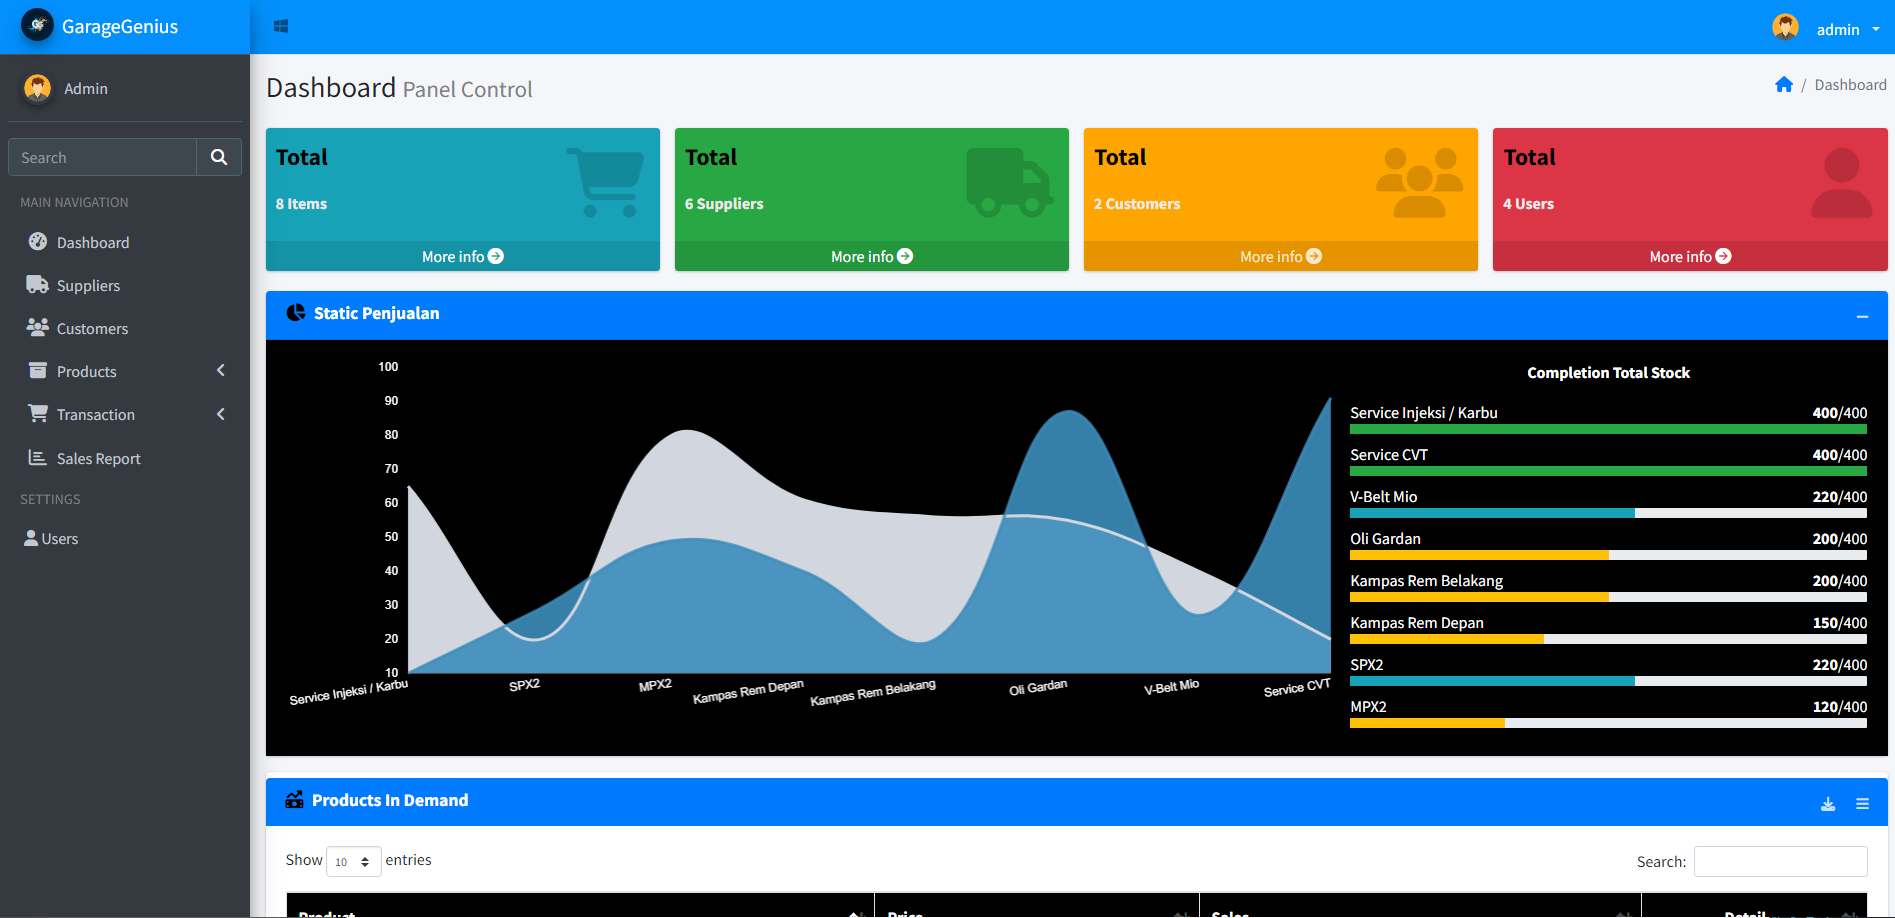 GarageGenius
admin
Admin
Search
MAIN NAVIGATION
Dashboard
Suppliers
Customers
Products
Transaction
Sales Report
SETTINGS
Users
Dashboard Panel Control
/ Dashboard
Total
8 Items
More info
Total
6 Suppliers
More info
Total
2 Customers
More info
Total
4 Users
More info
Static Penjualan
100
90
80
70
60
50
40
30
20
10
Service Injeksi / Karbu
SPX2
MPX2
Kampas Rem Depan
Kampas Rem Belakang
Oli Gardan
V-Belt Mio
Service CVT
Completion Total Stock
Service Injeksi / Karbu 400/400
Service CVT 400/400
V-Belt Mio 220/400
Oli Gardan 200/400
Kampas Rem Belakang 200/400
Kampas Rem Depan 150/400
SPX2 220/400
MPX2 120/400
Products In Demand
Show 10 entries
Search:
Product Price Sales Detail